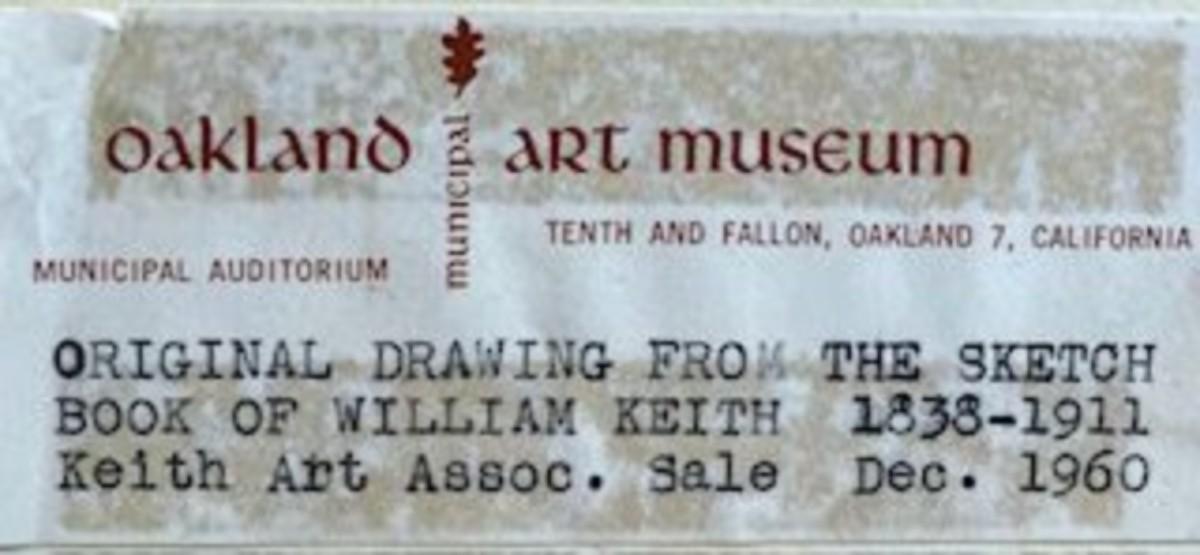 oakland municipal art museum
TENTH AND FALLON, OAKLAND 7, CALIFORNIA
MUNICIPAL AUDITORIUM
ORIGINAL DRAWING FROM THE SKETCH
BOOK OF WILLIAM KEITH 1838-1911
Keith Art Assoc. Sale Dec. 1960